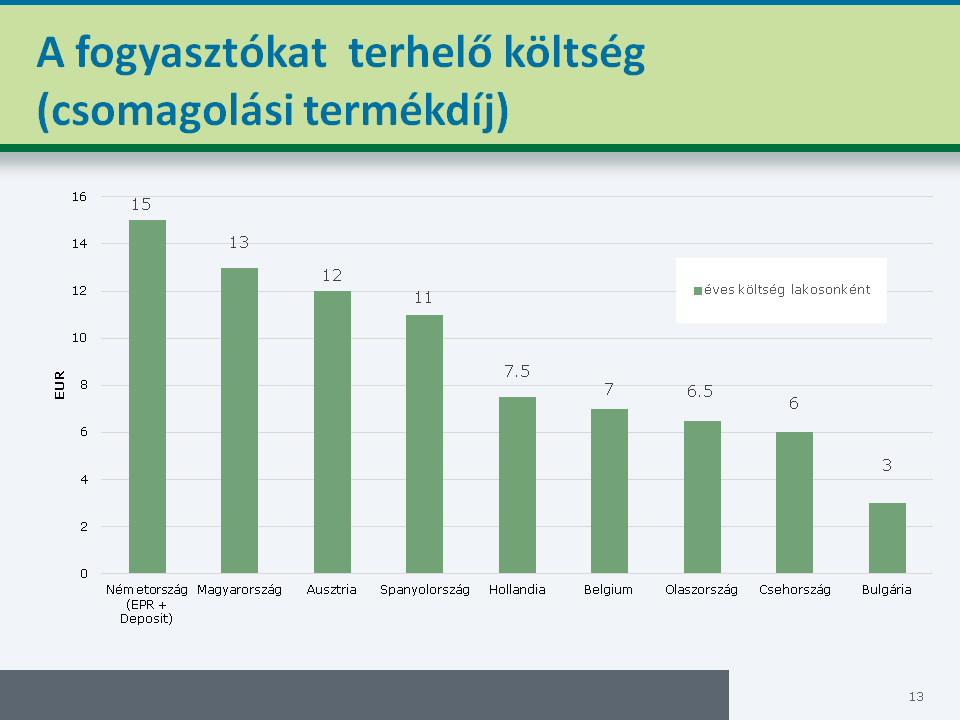 A fogyasztókat terhelő költség
(csomagolási termékdíj)
16
14
12
10
8
6
4
2
0
EUR
15
13
12
11
7.5
7
6.5
6
3
éves költség lakosonként
Németország
(EPR +
Deposit)
Magyarország
Ausztria
Spanyolország
Hollandia
Belgium
Olaszország
Csehország
Bulgária
13